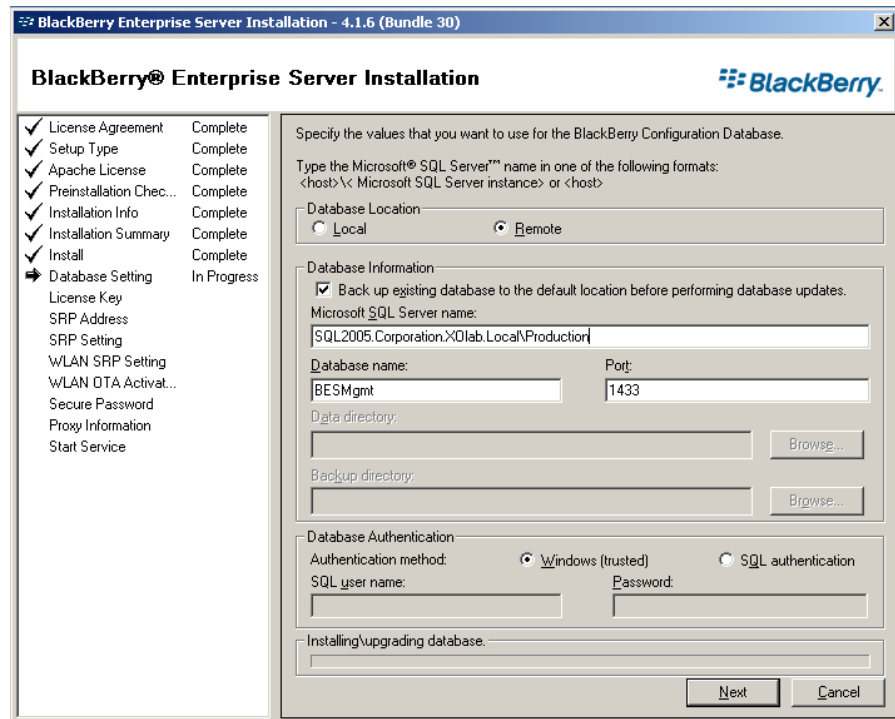 BlackBerry Enterprise Server Installation - 4.1.6 (Bundle 30)
BlackBerry® Enterprise Server Installation
BlackBerry.
License Agreement Complete
Setup Type Complete
Apache License Complete
Preinstallation Chec... Complete
Installation Info Complete
Installation Summary Complete
Install Complete
Database Setting In Progress
License Key
SRP Address
SRP Setting
WLAN SRP Setting
WLAN OTA Activat...
Secure Password
Proxy Information
Start Service
Specify the values that you want to use for the BlackBerry Configuration Database.
Type the Microsoft® SQL Server™ name in one of the following formats:
<host>\< Microsoft SQL Server instance> or <host>
Database Location
Local Remote
Database Information
Back up existing database to the default location before performing database updates.
Microsoft SQL Server name:
SQL2005.Corporation.XOlab.Local\Production
Database name: Port:
BESMgmt 1433
Data directory:
Browse...
Backup directory:
Browse...
Database Authentication
Authentication method: Windows (trusted) SQL authentication
SQL user name: Password:
Installing\upgrading database.
Next Cancel